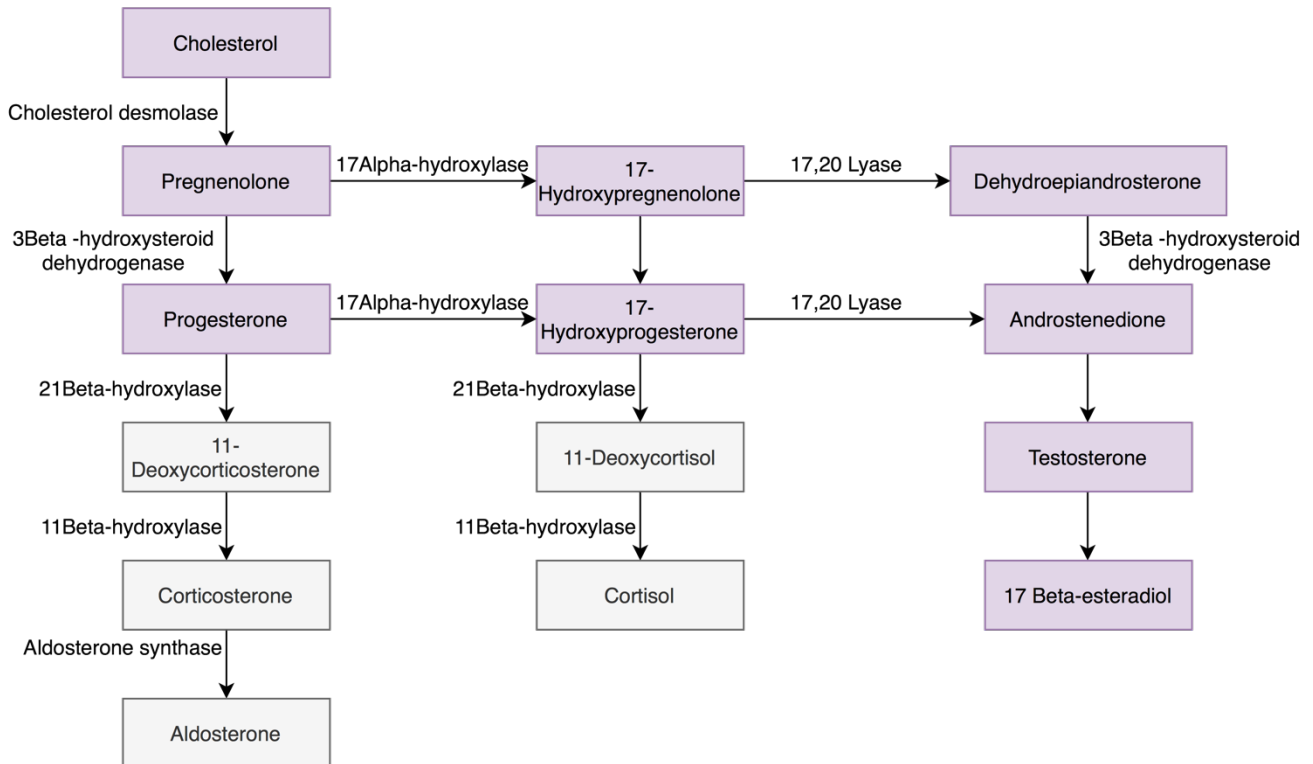 Cholesterol
Cholesterol desmolase
Pregnenolone
17Alpha-hydroxylase
17-
Hydroxypregnenolone
17,20 Lyase
Dehydroepiandrosterone
3Beta -hydroxysteroid
dehydrogenase
3Beta -hydroxysteroid
dehydrogenase
Progesterone
17Alpha-hydroxylase
17-
Hydroxyprogesterone
17,20 Lyase
Androstenedione
21Beta-hydroxylase
21Beta-hydroxylase
11-
Deoxycorticosterone
11-Deoxycortisol
Testosterone
11Beta-hydroxylase
11Beta-hydroxylase
Corticosterone
Cortisol
17 Beta-esteradiol
Aldosterone synthase
Aldosterone